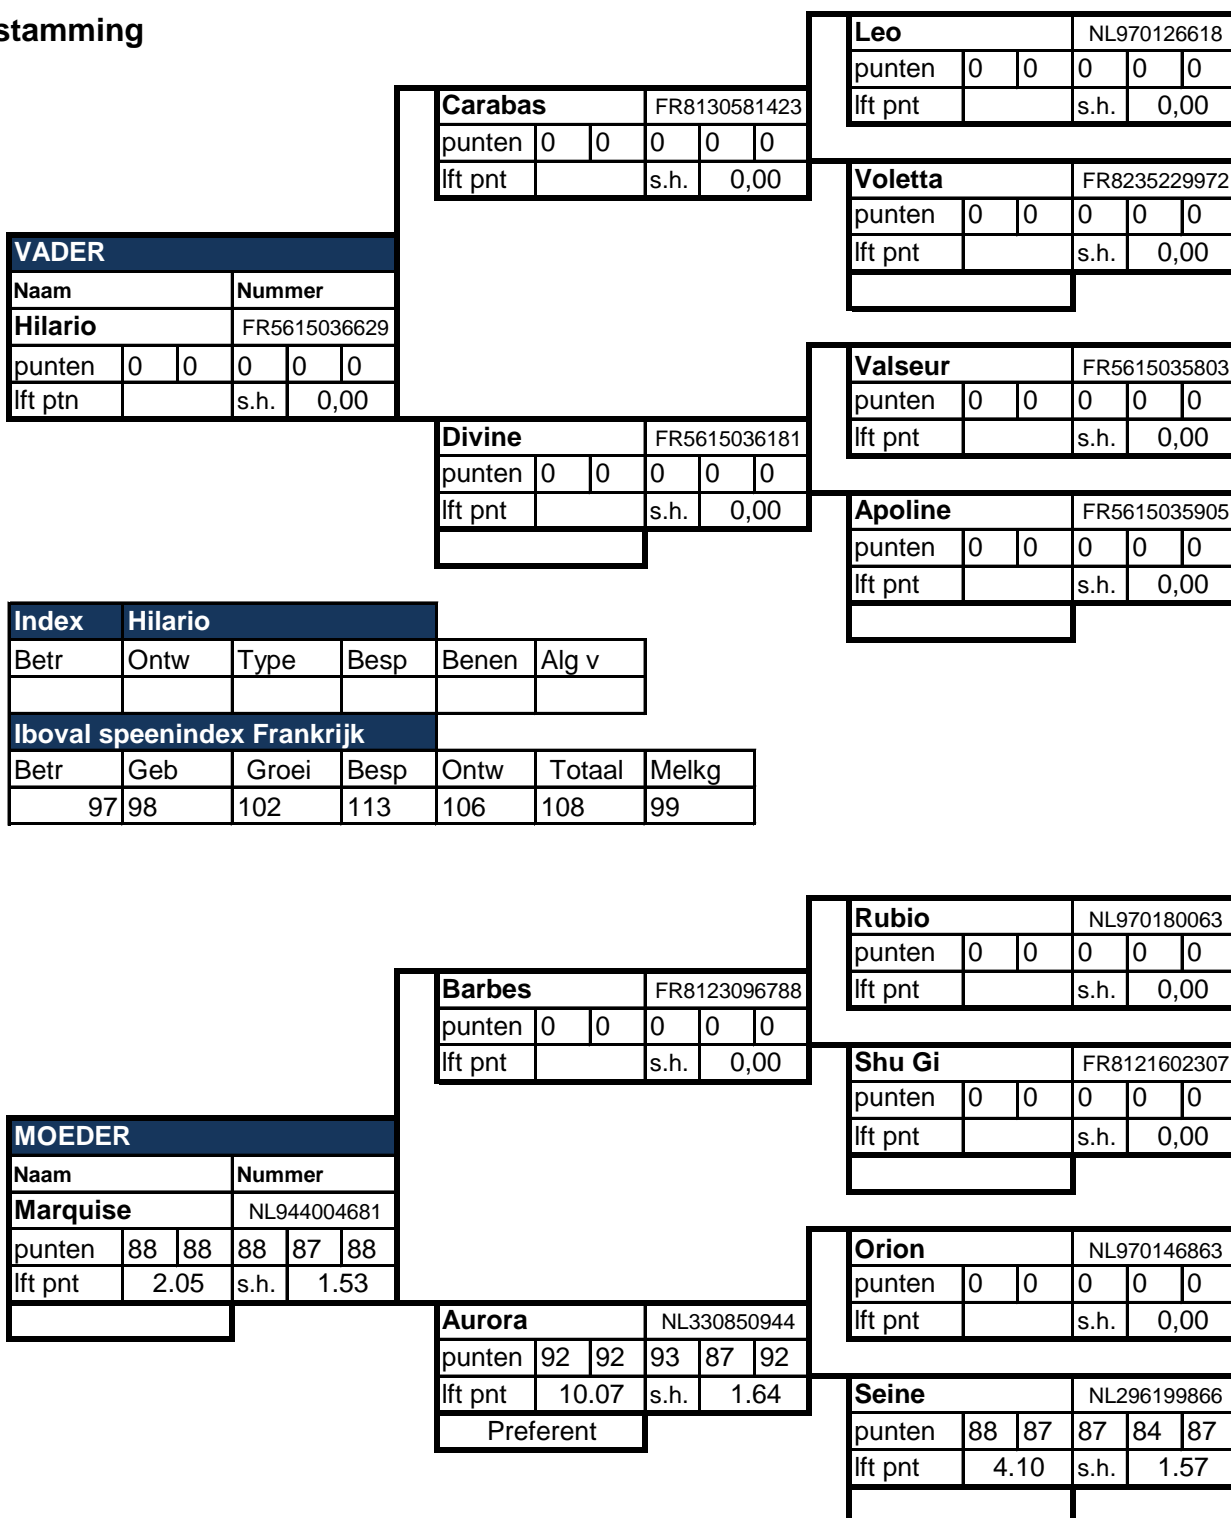 stamming
Leo NL970126618
punten 0 0 0 0 0
lft pnt s.h. 0,00
Carabas FR8130581423
punten 0 0 0 0 0
lft pnt s.h. 0,00
Voletta FR8235229972
punten 0 0 0 0 0
lft pnt s.h. 0,00
VADER
Naam Nummer
Hilario FR5615036629
punten 0 0 0 0 0
lft ptn s.h. 0,00
Valseur FR5615035803
punten 0 0 0 0 0
lft pnt s.h. 0,00
Divine FR5615036181
punten 0 0 0 0 0
lft pnt s.h. 0,00
Apoline FR5615035905
punten 0 0 0 0 0
lft pnt s.h. 0,00
Index Hilario
Betr Ontw Type Besp Benen Alg v
Iboval speenindex Frankrijk
Betr Geb Groei Besp Ontw Totaal Melkg
97 98 102 113 106 108 99
Rubio NL970180063
punten 0 0 0 0 0
lft pnt s.h. 0,00
Barbes FR8123096788
punten 0 0 0 0 0
lft pnt s.h. 0,00
Shu Gi FR8121602307
punten 0 0 0 0 0
lft pnt s.h. 0,00
MOEDER
Naam Nummer
Marquise NL944004681
punten 88 88 88 87 88
lft pnt 2.05 s.h. 1.53
Orion NL970146863
punten 0 0 0 0 0
lft pnt s.h. 0,00
Aurora NL330850944
punten 92 92 93 87 92
lft pnt 10.07 s.h. 1.64
Preferent
Seine NL296199866
punten 88 87 87 84 87
lft pnt 4.10 s.h. 1.57